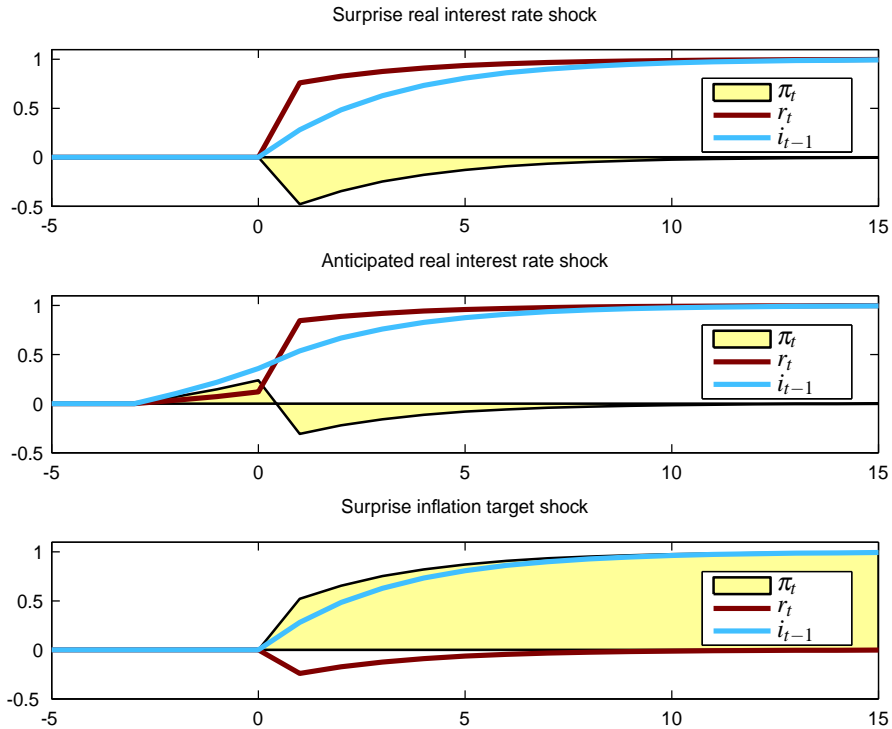 Surprise real interest rate shock
1
0.5
0
-0.5
-5
0
5
10
15
π_t
r_t
i_{t−1}
Anticipated real interest rate shock
1
0.5
0
-0.5
-5
0
5
10
15
π_t
r_t
i_{t−1}
Surprise inflation target shock
1
0.5
0
-0.5
-5
0
5
10
15
π_t
r_t
i_{t−1}